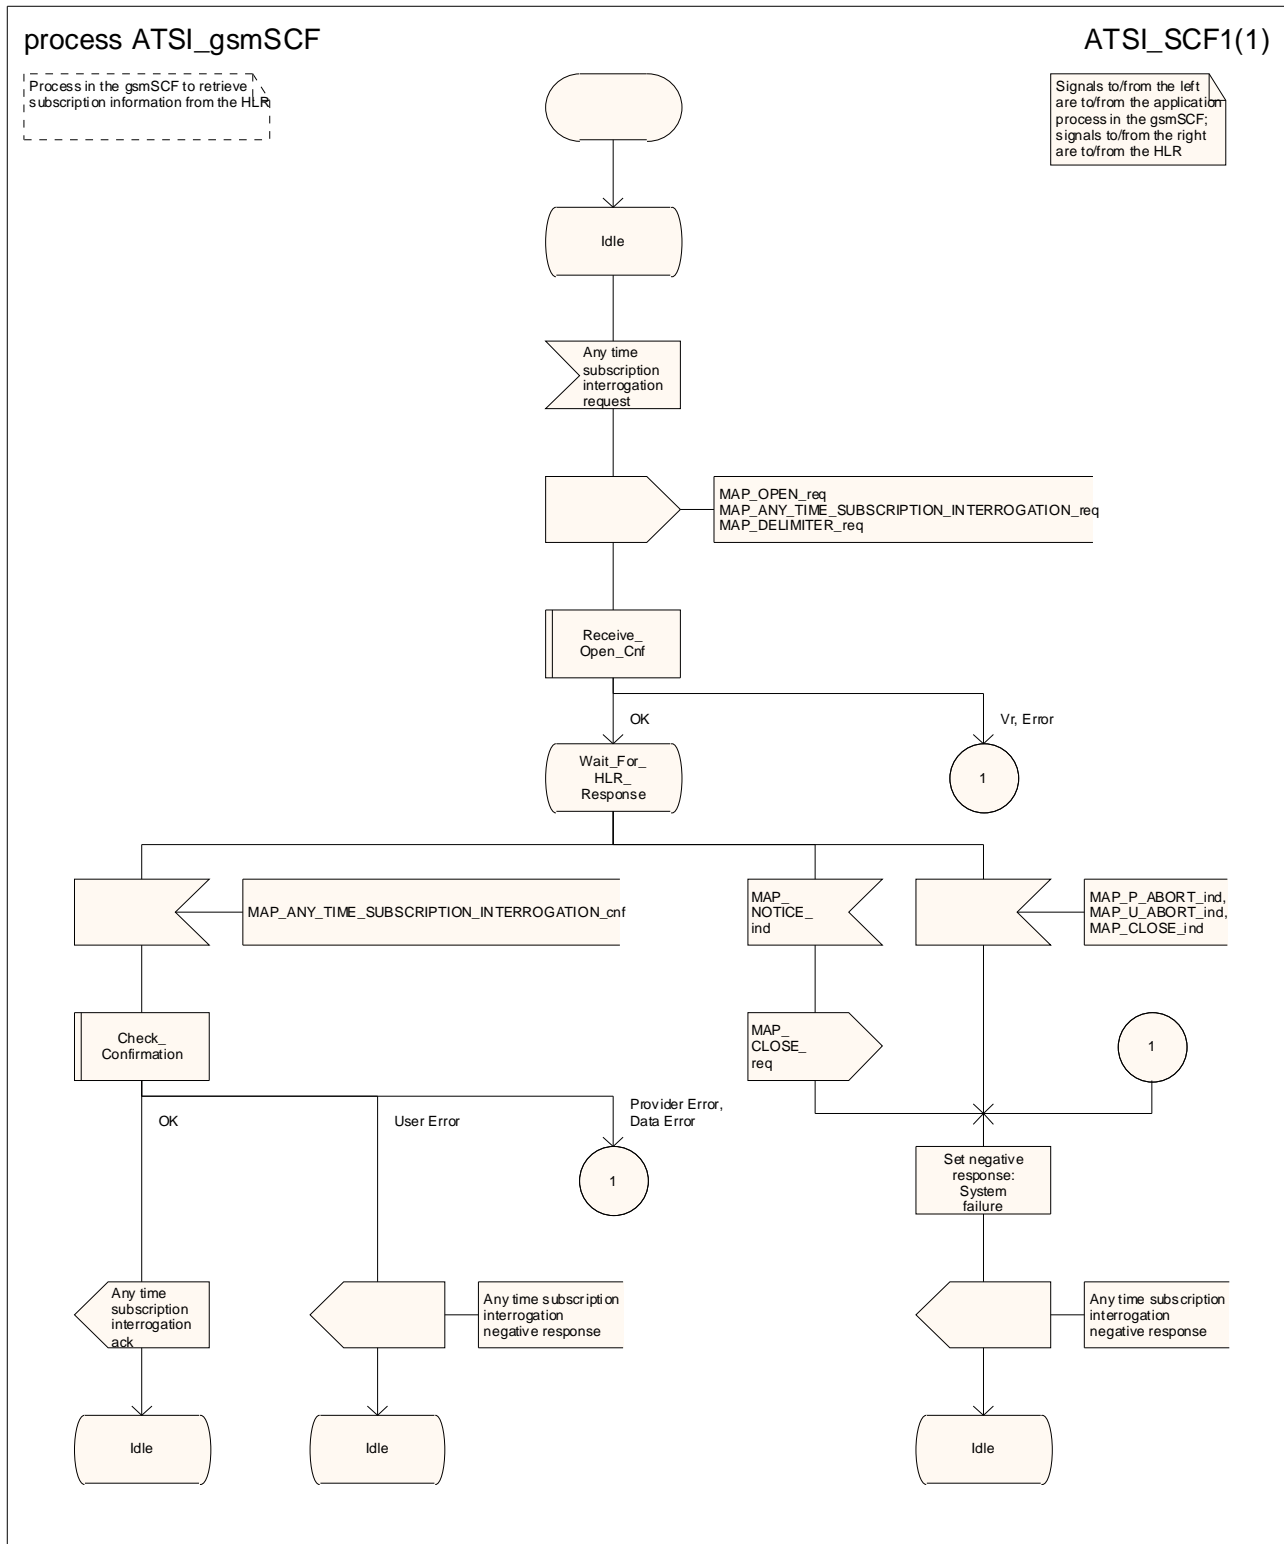 process ATSI_gsmSCF
ATSI_SCF1(1)
Process in the gsmSCF to retrieve
subscription information from the HLR
Signals to/from the left
are to/from the application
process in the gsmSCF;
signals to/from the right
are to/from the HLR
Idle
Any time
subscription
interrogation
request
MAP_OPEN_req
MAP_ANY_TIME_SUBSCRIPTION_INTERROGATION_req
MAP_DELIMITER_req
Receive_
Open_Cnf
OK
Vr, Error
Wait_For_
HLR_
Response
1
MAP_ANY_TIME_SUBSCRIPTION_INTERROGATION_cnf
MAP_
NOTICE_
ind
MAP_P_ABORT_ind,
MAP_U_ABORT_ind,
MAP_CLOSE_ind
Check_
Confirmation
MAP_
CLOSE_
req
1
OK
User Error
Provider Error,
Data Error
1
Set negative
response:
System
failure
Any time
subscription
interrogation
ack
Any time subscription
interrogation
negative response
Any time subscription
interrogation
negative response
Idle
Idle
Idle